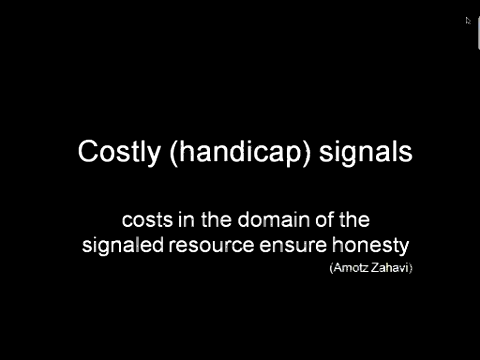 Costly (handicap) signals
costs in the domain of the
signaled resource ensure honesty
(Amotz Zahavi)